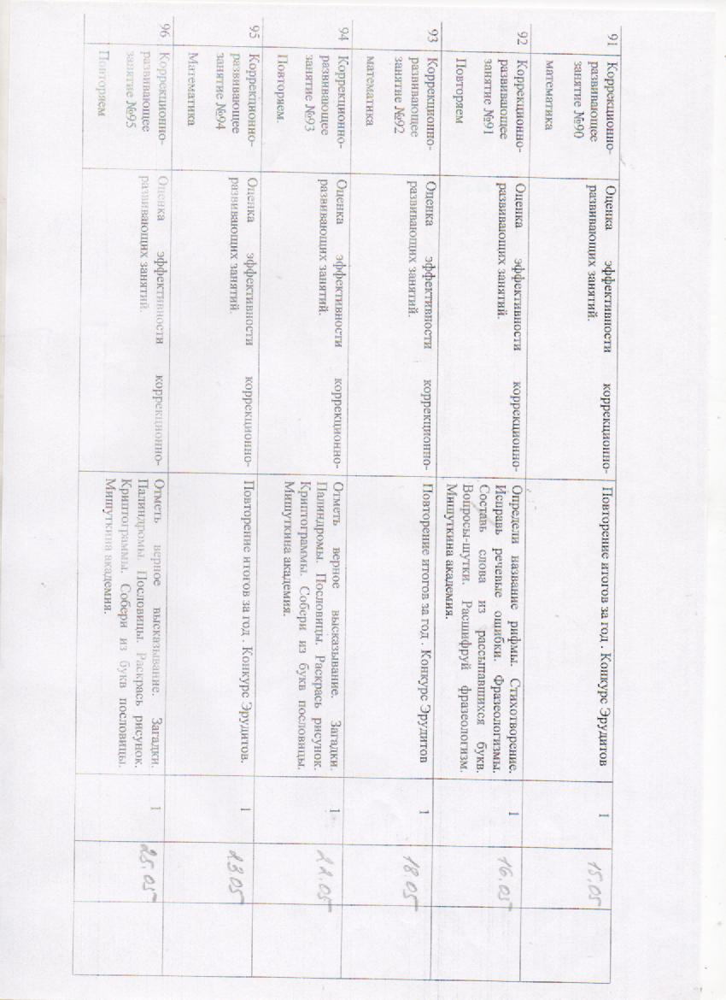 91
Коррекционно-
развивающее
занятие №90
математика
Оценка эффективности коррекционно-
развивающих занятий.
Повторение итогов за год . Конкурс Эрудитов
1
15.05
92
Коррекционно-
развивающее
занятие №91
Повторяем
Оценка эффективности коррекционно-
развивающих занятий.
Определи название рифмы. Стихотворение.
Исправь речевые ошибки. Фразеологизмы.
Составь слова из рассыпавшихся букв.
Вопросы-шутки. Расшифруй фразеологизм.
Мишуткина академия.
1
16.05
93
Коррекционно-
развивающее
занятие №92
математика
Оценка эффективности коррекционно-
развивающих занятий.
Повторение итогов за год . Конкурс Эрудитов
1
18.05
94
Коррекционно-
развивающее
занятие №93
Повторяем.
Оценка эффективности коррекционно-
развивающих занятий.
Отметь верное высказывание. Загадки.
Палиндромы. Пословицы. Раскрась рисунок.
Криптограммы. Собери из букв пословицы.
Мишуткина академия.
1
22.05
95
Коррекционно-
развивающее
занятие №94
Математика
Оценка эффективности коррекционно-
развивающих занятий.
Повторение итогов за год . Конкурс Эрудитов.
1
23.05
96
Коррекционно-
развивающее
занятие №95
Повторяем
Оценка эффективности коррекционно-
развивающих занятий.
Отметь верное высказывание. Загадки.
Палиндромы. Пословицы. Раскрась рисунок.
Криптограммы. Собери из букв пословицы.
Мишуткина академия.
1
25.05